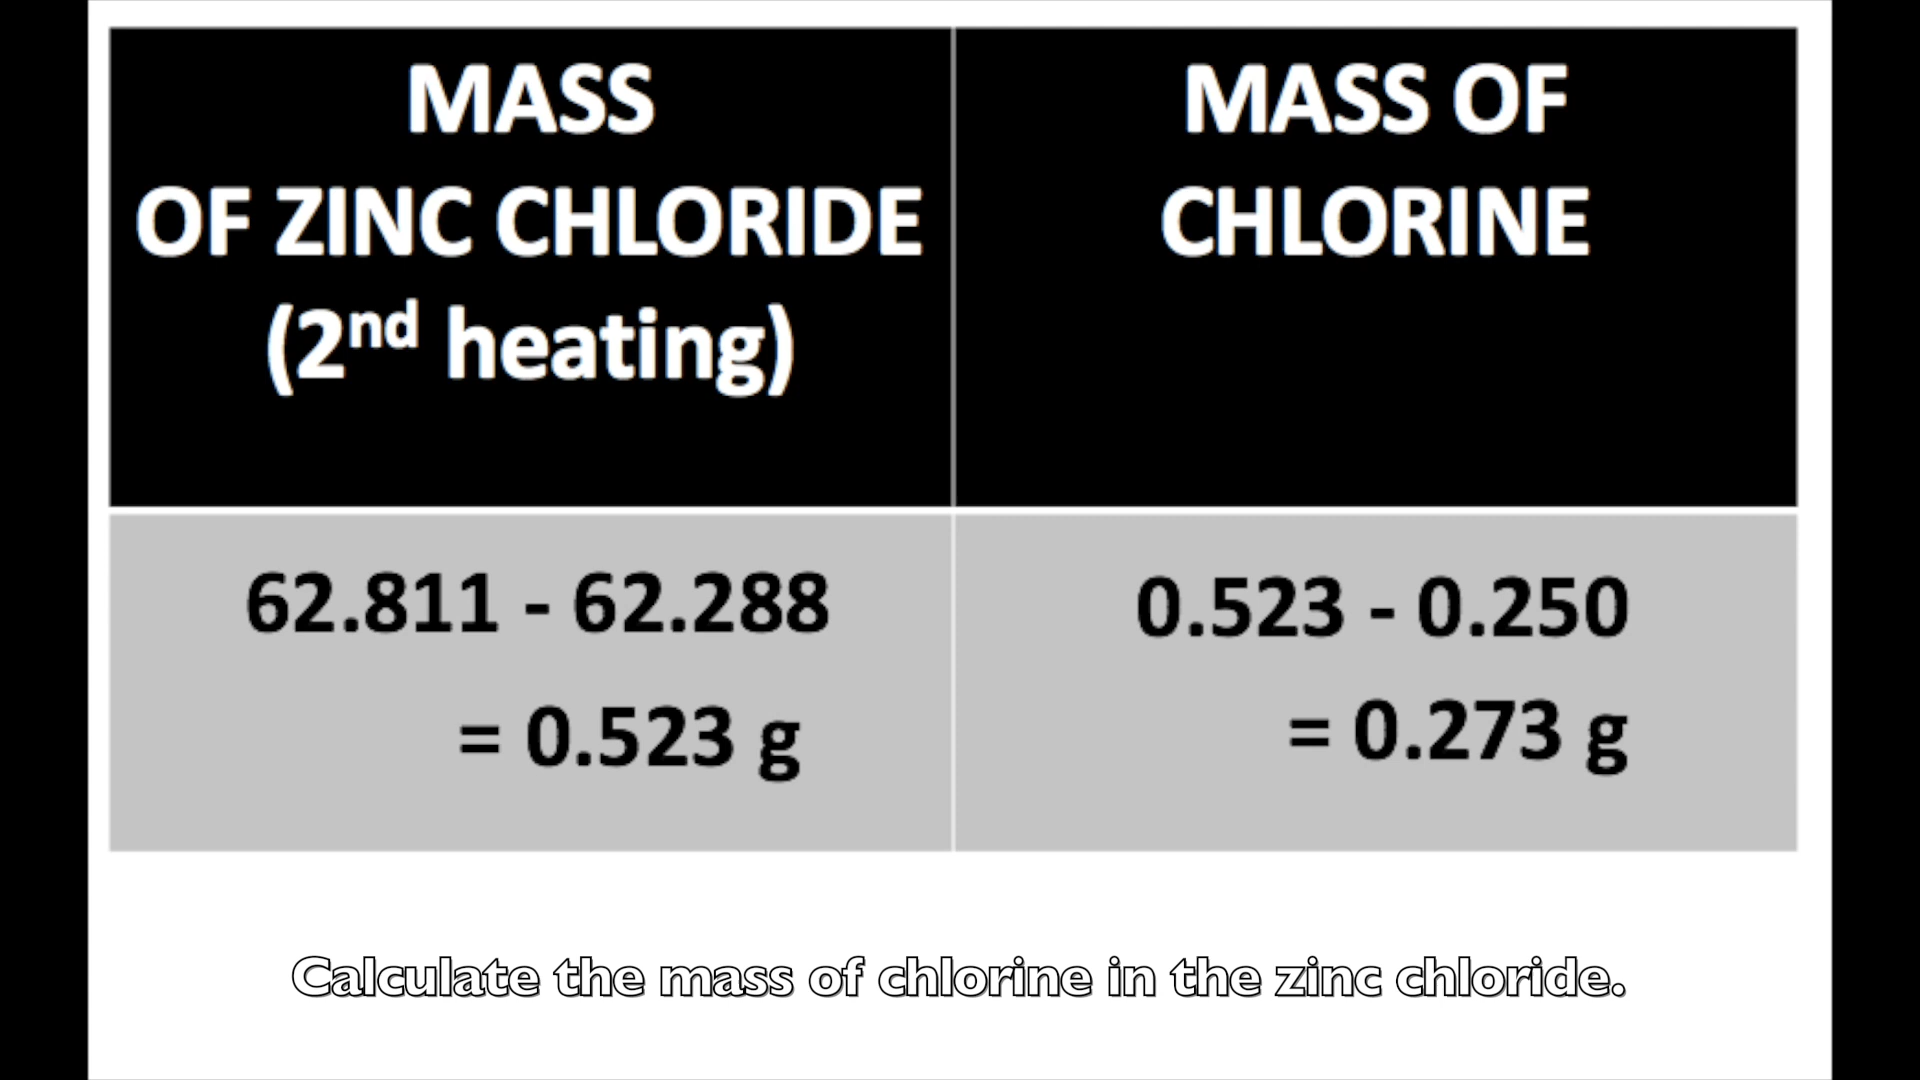 MASS
OF ZINC CHLORIDE
(2nd heating)
MASS OF
CHLORINE
62.811 - 62.288
= 0.523 g
0.523 - 0.250
= 0.273 g
Calculate the mass of chlorine in the zinc chloride.